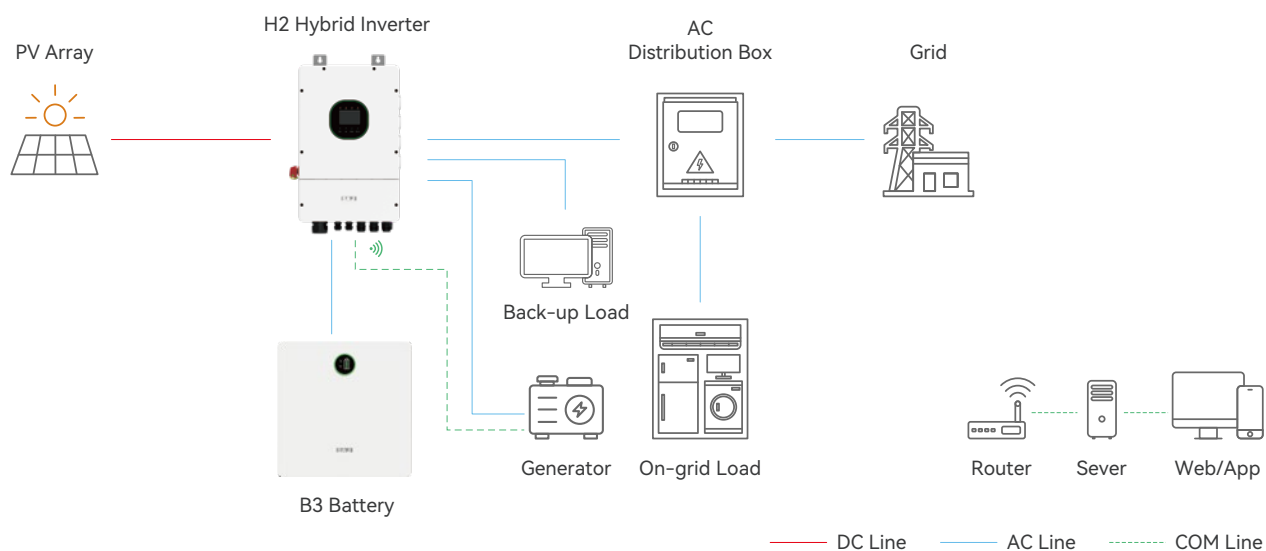 H2 Hybrid Inverter
AC
Distribution Box
PV Array
Grid
Back-up Load
Generator
On-grid Load
Router
Sever
Web/App
B3 Battery
DC Line
AC Line
COM Line